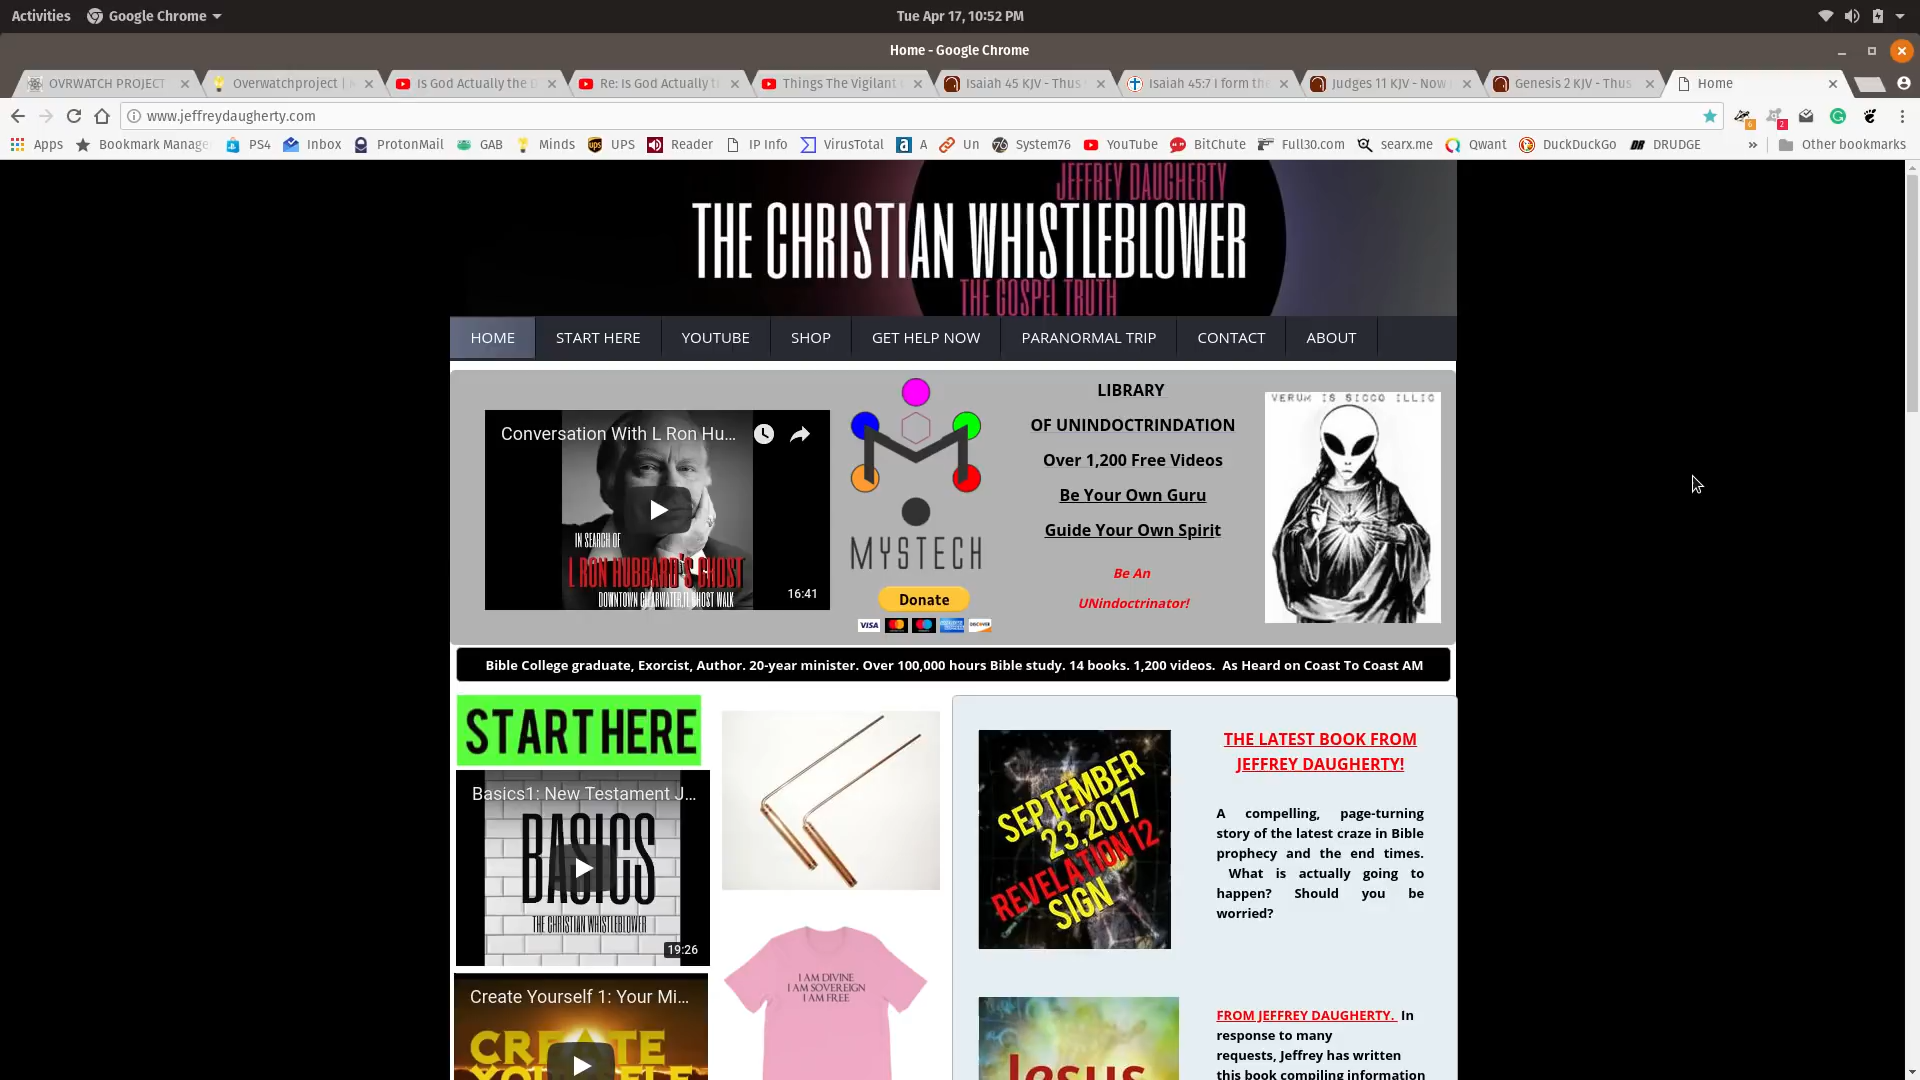 Activities Google Chrome Tue Apr 17, 10:52 PM
Home - Google Chrome
OVRWATCH PROJECT Overwatchproject | Is God Actually the Re: Is God Actually Things The Vigilant Isaiah 45 KJV - Thus Isaiah 45:7 I form the Judges 11 KJV - Now Genesis 2 KJV - Thus Home
www.jeffreydaugherty.com 6 2
Apps Bookmark Manage PS4 Inbox ProtonMail GAB Minds UPS Reader IP Info VirusTotal A Un System76 YouTube BitChute Full30.com searx.me Qwant DuckDuckGo DRUDGE » Other bookmarks
JEFFREY DAUGHERTY
THE CHRISTIAN WHISTLEBLOWER
THE GOSPEL TRUTH
HOME START HERE YOUTUBE SHOP GET HELP NOW PARANORMAL TRIP CONTACT ABOUT
Conversation With L Ron Hu...
IN SEARCH OF
L RON HUBBARD'S GHOST
DOWNTOWN CLEARWATER,FL GHOST WALK
16:41
MYSTECH
Donate
VISA DISCOVER
LIBRARY
OF UNINDOCTRINDATION
Over 1,200 Free Videos
Be Your Own Guru
Guide Your Own Spirit
Be An
UNindoctrinator!
VERUM IS SICCO ILLIC
Bible College graduate, Exorcist, Author. 20-year minister. Over 100,000 hours Bible study. 14 books. 1,200 videos. As Heard on Coast To Coast AM
START HERE
Basics1: New Testament J...
BASICS
THE CHRISTIAN WHISTLEBLOWER
19:26
Create Yourself 1: Your Mi...
CREATE
YOURSELF
I AM DIVINE
I AM SOVEREIGN
I AM FREE
SEPTEMBER
23,2017
REVELATION 12
SIGN
THE LATEST BOOK FROM
JEFFREY DAUGHERTY!
A compelling, page-turning
story of the latest craze in Bible
prophecy and the end times.
What is actually going to
happen? Should you be
worried?
Jesus
FROM JEFFREY DAUGHERTY. In
response to many
requests, Jeffrey has written
this book compiling information